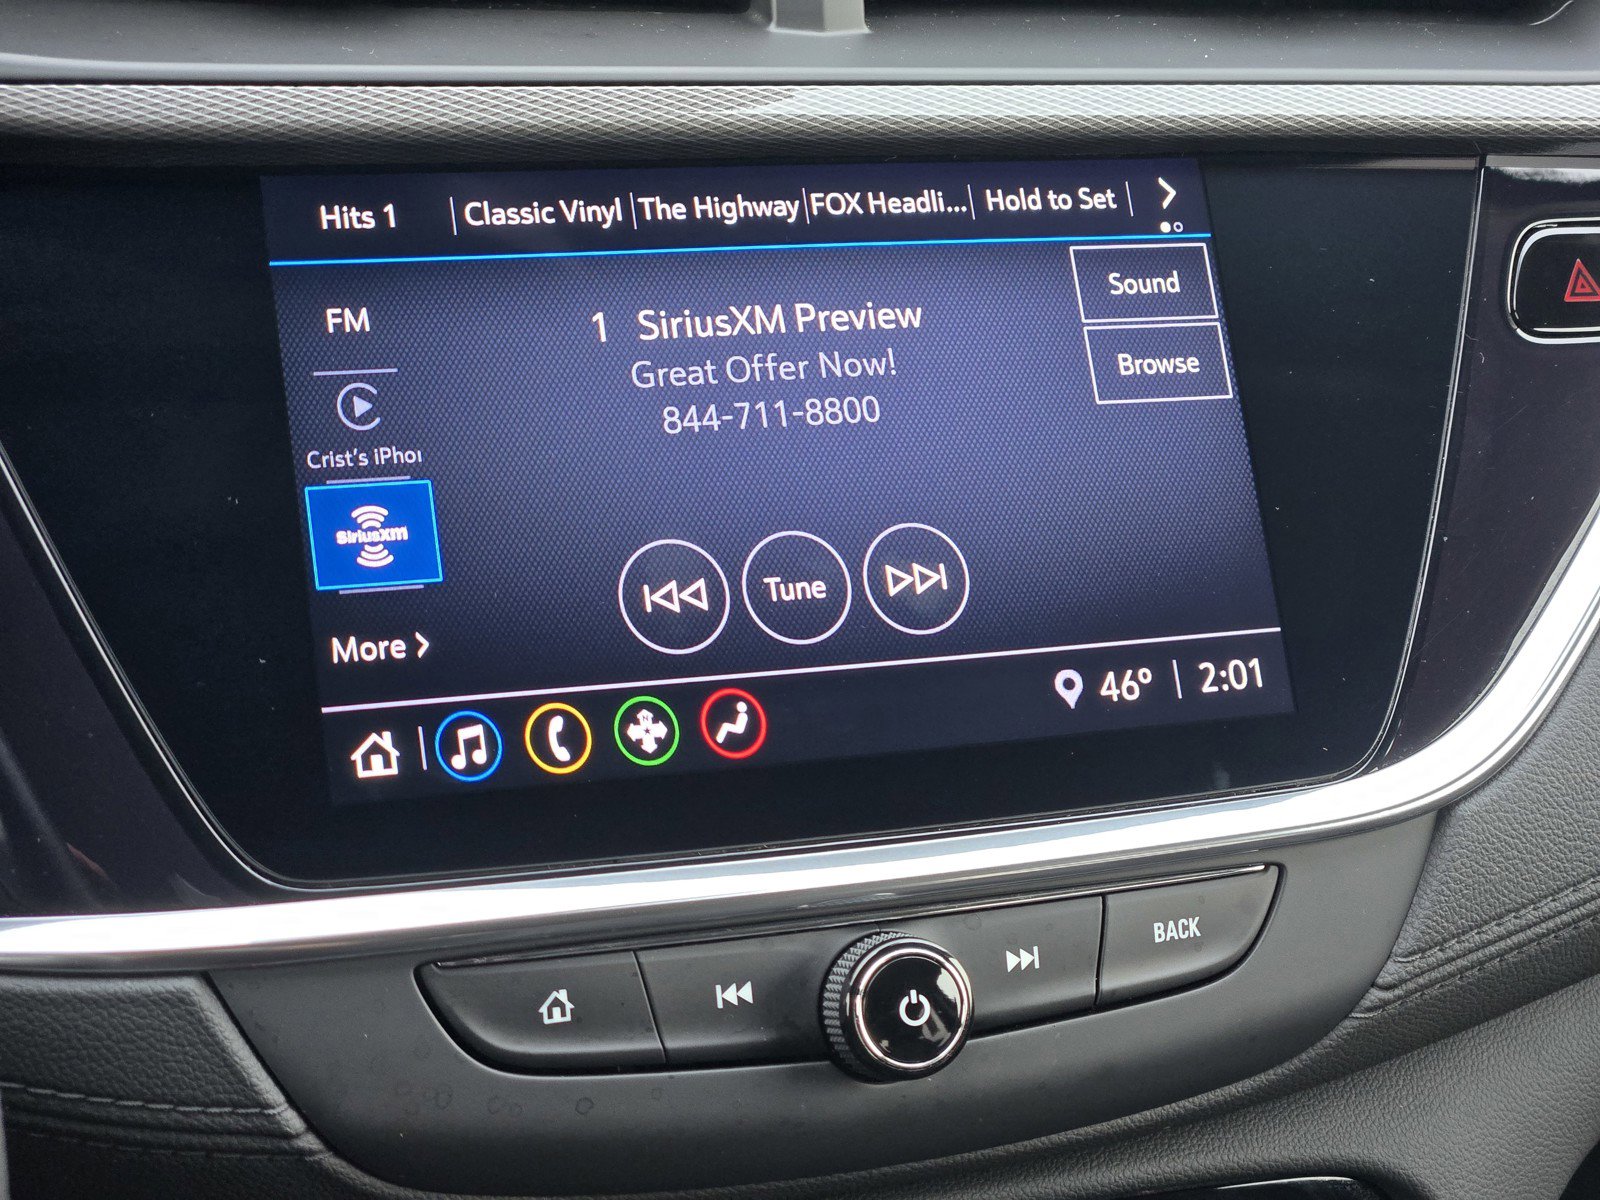 Hits 1 | Classic Vinyl | The Highway | FOX Headli... | Hold to Set
Sound
FM
1 SiriusXM Preview
Great Offer Now!
Browse
844-711-8800
Crist's iPhon
SiriusXM
Tune
More >
46° | 2:01
N
BACK